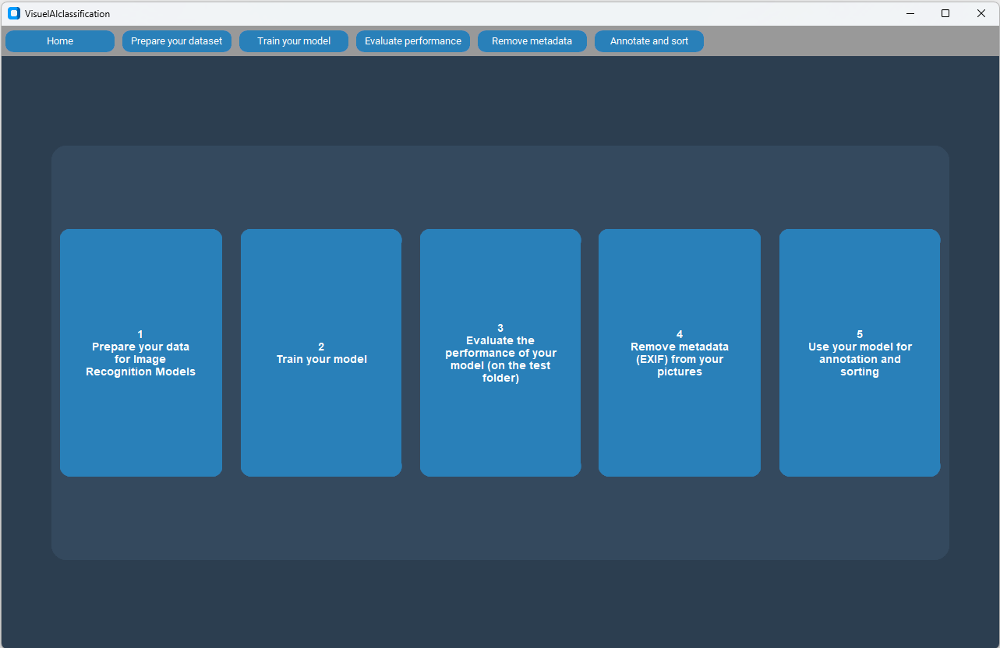 VisuelAIclassification
Home
Prepare your dataset
Train your model
Evaluate performance
Remove metadata
Annotate and sort
1
Prepare your data
for Image
Recognition Models
2
Train your model
3
Evaluate the
performance of your
model (on the test
folder)
4
Remove metadata
(EXIF) from your
pictures
5
Use your model for
annotation and
sorting